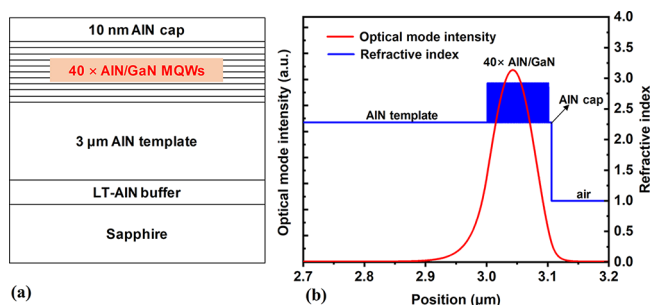 10 nm AlN cap
40 × AlN/GaN MQWs
3 μm AlN template
LT-AlN buffer
Sapphire
(a)
Optical mode intensity (a.u.)
Optical mode intensity
Refractive index
40× AlN/GaN
AlN template
AlN cap
air
4.0
3.5
3.0
2.5
2.0
1.5
1.0
0.5
0.0
Refractive index
2.7 2.8 2.9 3.0 3.1 3.2
Position (μm)
(b)